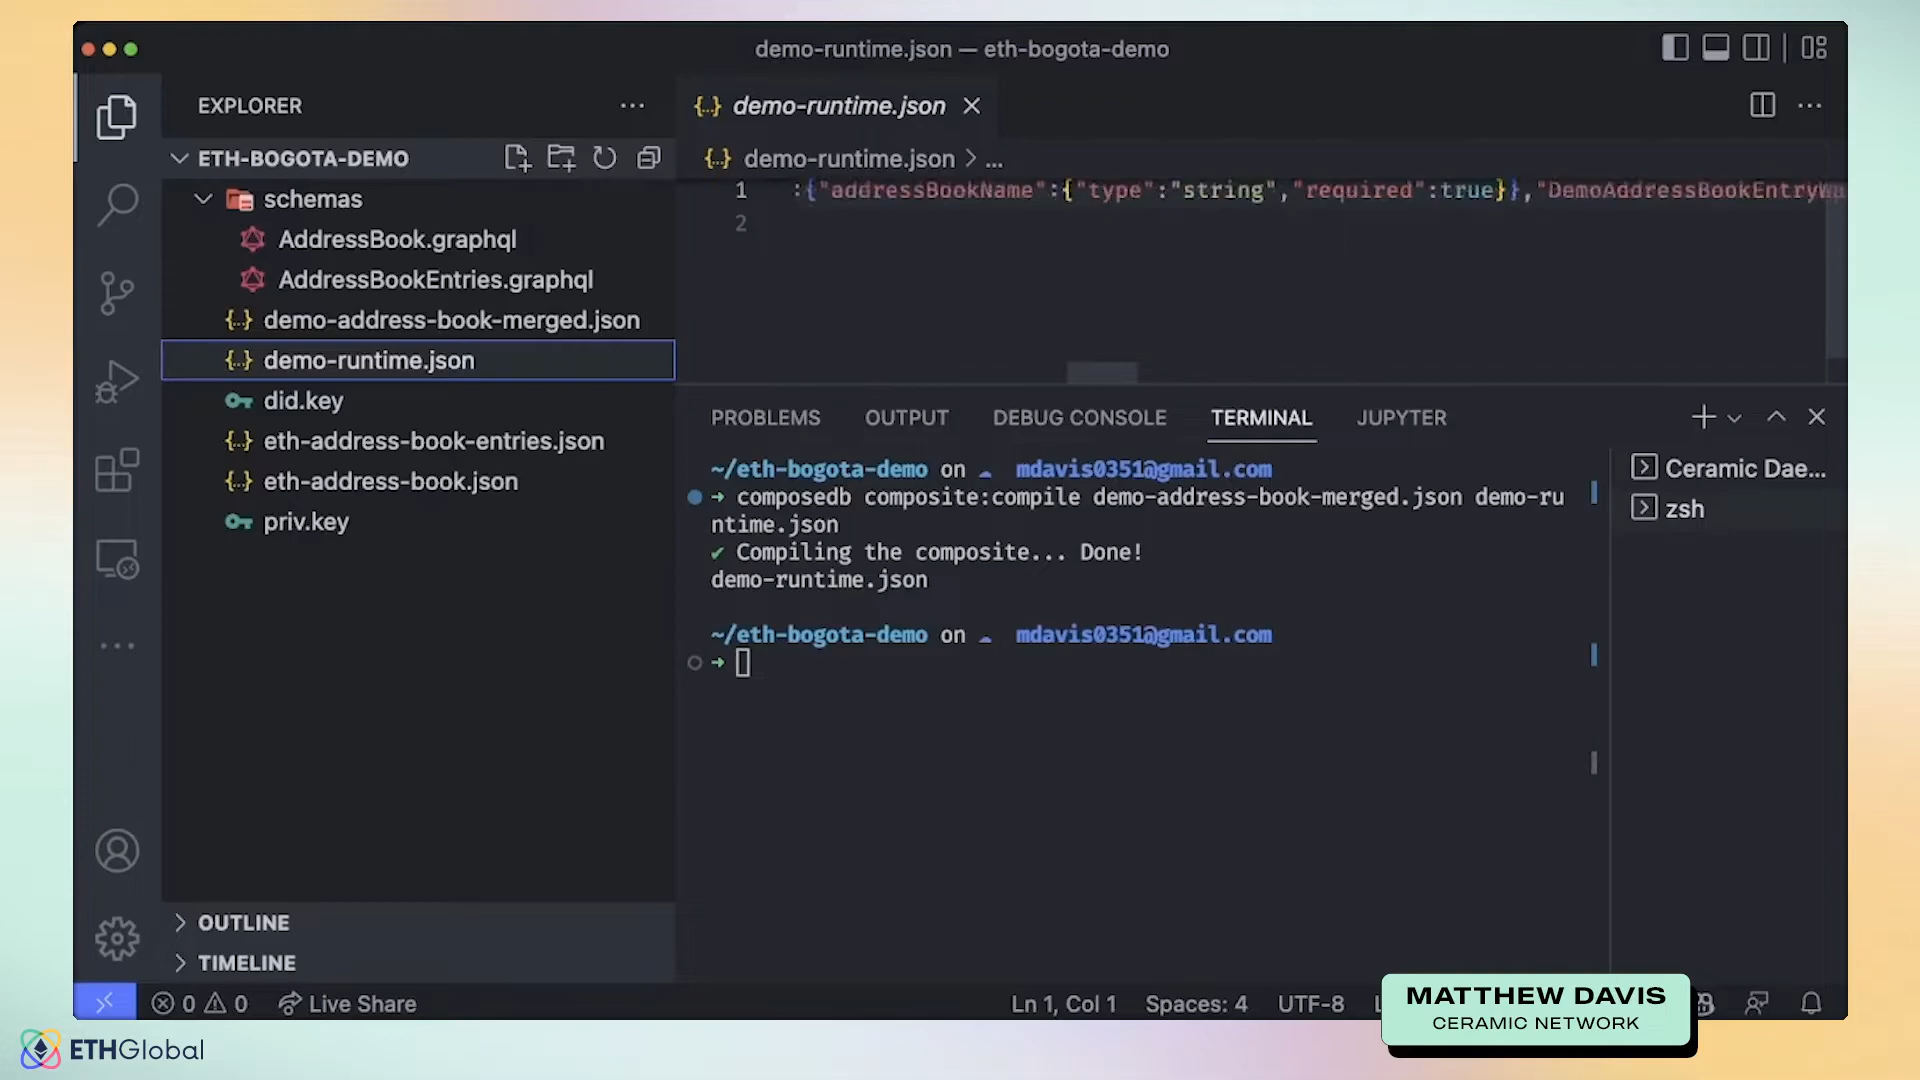 demo-runtime.json — eth-bogota-demo
EXPLORER
ETH-BOGOTA-DEMO
schemas
AddressBook.graphql
AddressBookEntries.graphql
demo-address-book-merged.json
demo-runtime.json
did.key
eth-address-book-entries.json
eth-address-book.json
priv.key
OUTLINE
TIMELINE
demo-runtime.json
demo-runtime.json > ...
1 :{"addressBookName":{"type":"string","required":true}},"DemoAddressBookEntryWa
2
PROBLEMS OUTPUT DEBUG CONSOLE TERMINAL JUPYTER
~/eth-bogota-demo on mdavis0351@gmail.com
➜ composedb composite:compile demo-address-book-merged.json demo-ru
ntime.json
✔ Compiling the composite... Done!
demo-runtime.json
~/eth-bogota-demo on mdavis0351@gmail.com
➜
Ceramic Dae...
zsh
0 0 Live Share
Ln 1, Col 1 Spaces: 4 UTF-8
MATTHEW DAVIS
CERAMIC NETWORK
ETHGlobal